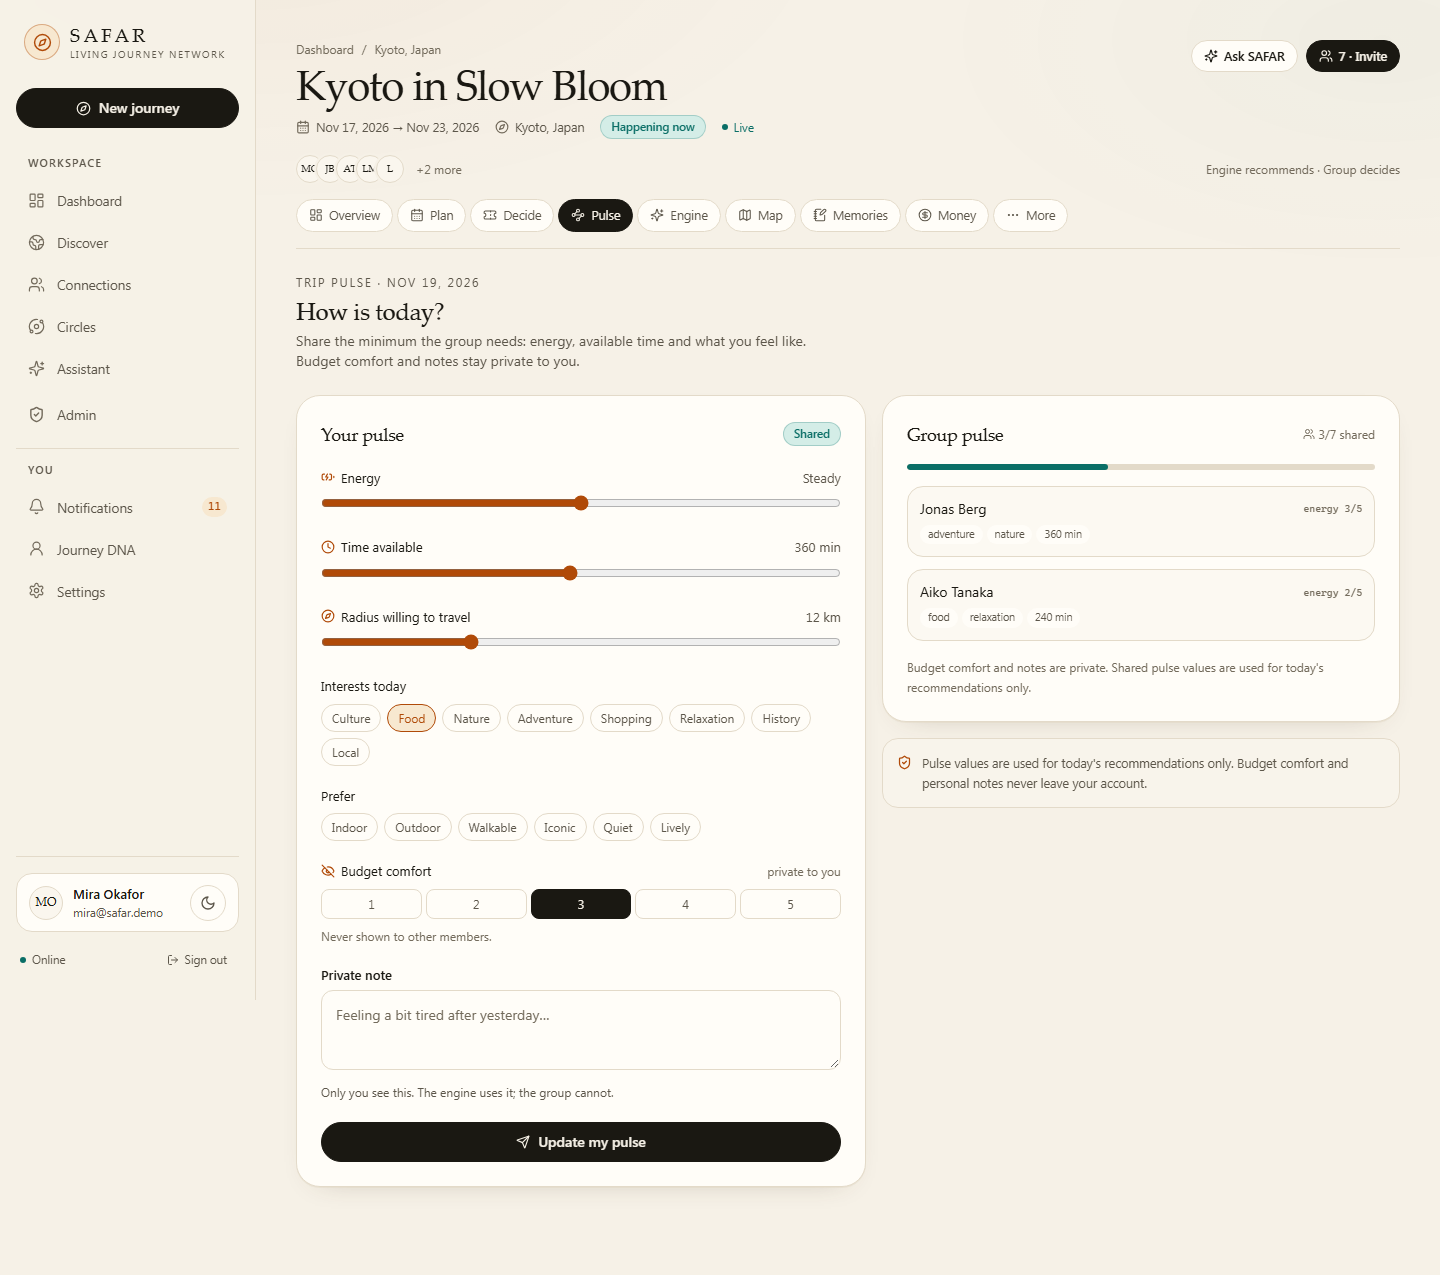 SAFAR
LIVING JOURNEY NETWORK
New journey
WORKSPACE
Dashboard
Discover
Connections
Circles
Assistant
Admin
YOU
Notifications 11
Journey DNA
Settings
MO Mira Okafor
mira@safar.demo
Online Sign out
Dashboard / Kyoto, Japan
Ask SAFAR 7 · Invite
Kyoto in Slow Bloom
Nov 17, 2026 → Nov 23, 2026 Kyoto, Japan Happening now Live
JB L +2 more Engine recommends · Group decides
Overview Plan Decide Pulse Engine Map Memories Money More
TRIP PULSE · NOV 19, 2026
How is today?
Share the minimum the group needs: energy, available time and what you feel like.
Budget comfort and notes stay private to you.
Your pulse Shared
Energy Steady
Time available 360 min
Radius willing to travel 12 km
Interests today
Culture Food Nature Adventure Shopping Relaxation History
Local
Prefer
Indoor Outdoor Walkable Iconic Quiet Lively
Budget comfort private to you
1 2 3 4 5
Never shown to other members.
Private note
Feeling a bit tired after yesterday...
Only you see this. The engine uses it; the group cannot.
Update my pulse
Group pulse 3/7 shared
Jonas Berg energy 3/5
adventure nature 360 min
Aiko Tanaka energy 2/5
food relaxation 240 min
Budget comfort and notes are private. Shared pulse values are used for today's
recommendations only.
Pulse values are used for today's recommendations only. Budget comfort and
personal notes never leave your account.